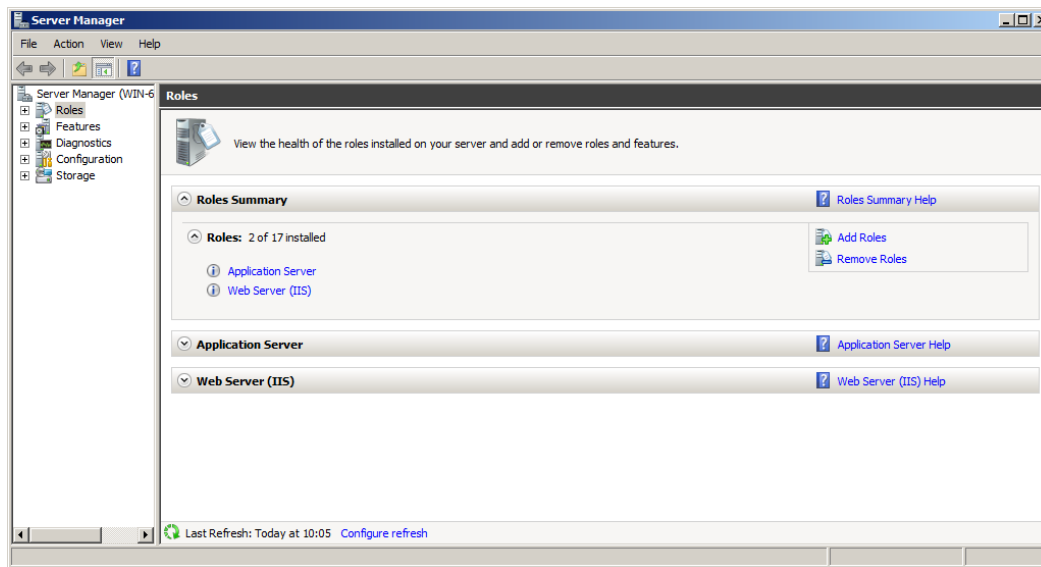 Server Manager
File Action View Help
Server Manager (WIN-6
Roles
Features
Diagnostics
Configuration
Storage
Roles
View the health of the roles installed on your server and add or remove roles and features.
Roles Summary
Roles Summary Help
Roles: 2 of 17 installed
Add Roles
Remove Roles
Application Server
Web Server (IIS)
Application Server
Application Server Help
Web Server (IIS)
Web Server (IIS) Help
Last Refresh: Today at 10:05 Configure refresh